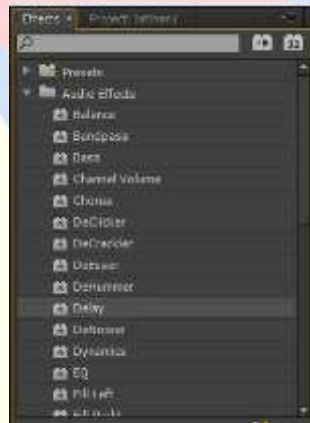 Effects
Presets
Audio Effects
Balance
Bandpass
Bass
Channel Volume
Chorus
DeClicker
DeCrackler
DeEsser
DeHummer
Delay
DeNoiser
Dynamics
EQ
Fill Left